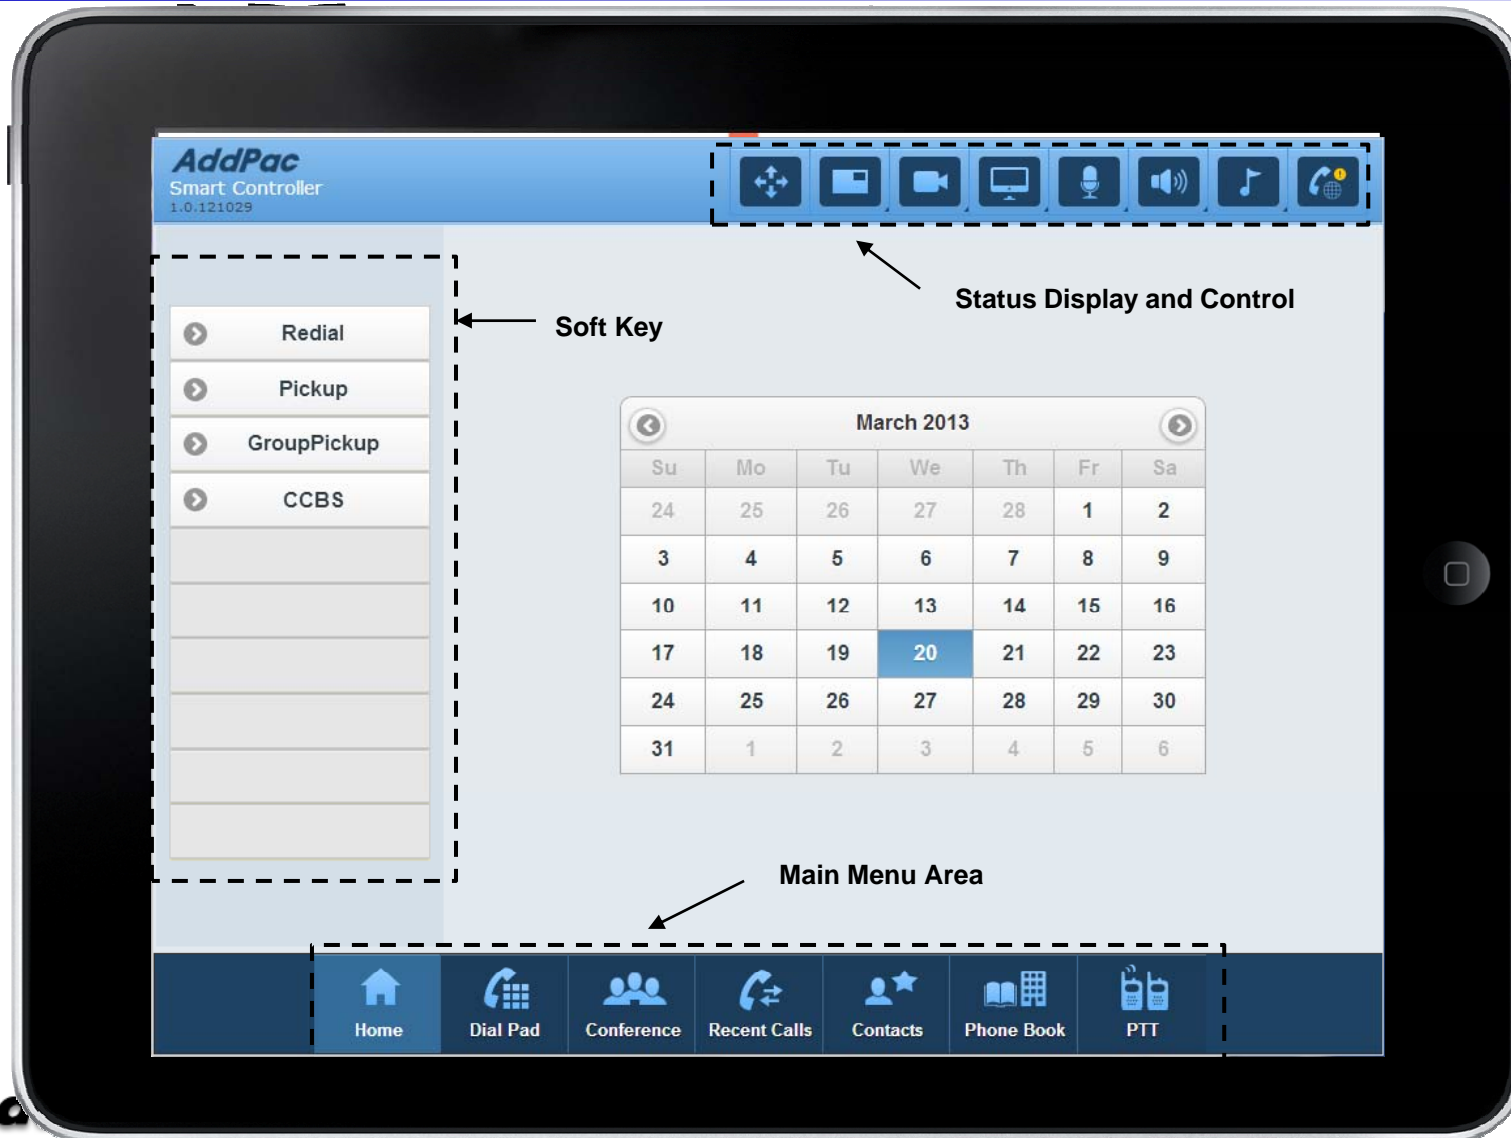 AddPac
Smart Controller
1.0.121029
Status Display and Control
Soft Key
Redial
Pickup
GroupPickup
CCBS
March 2013
Su Mo Tu We Th Fr Sa
24 25 26 27 28 1 2
3 4 5 6 7 8 9
10 11 12 13 14 15 16
17 18 19 20 21 22 23
24 25 26 27 28 29 30
31 1 2 3 4 5 6
Main Menu Area
Home Dial Pad Conference Recent Calls Contacts Phone Book PTT